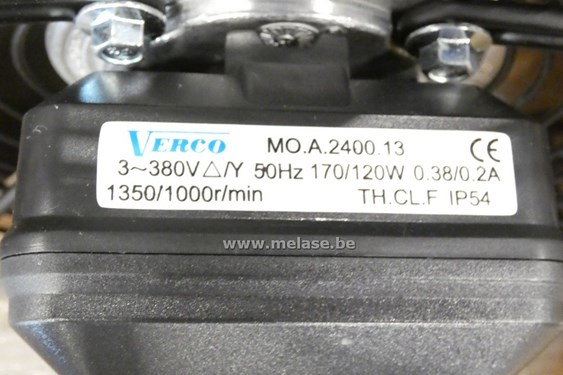 VERCO MO.A.2400.13 CE
3~380V△/Y 50Hz 170/120W 0.38/0.2A
1350/1000r/min TH.CL.F IP54
www.melase.be